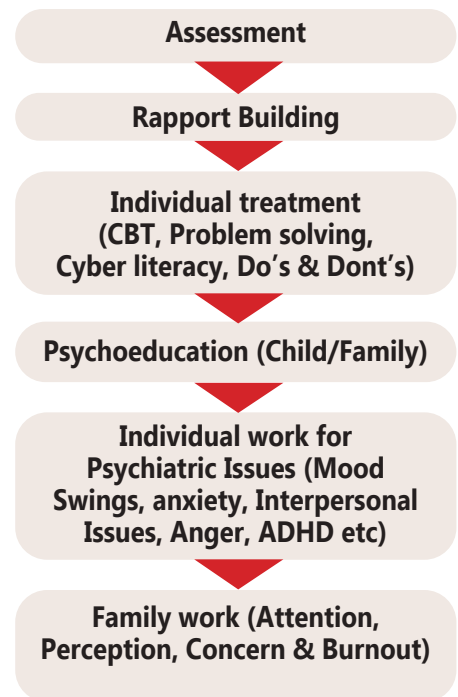 Assessment
Rapport Building
Individual treatment
(CBT, Problem solving,
Cyber literacy, Do's & Dont's)
Psychoeducation (Child/Family)
Individual work for
Psychiatric Issues (Mood
Swings, anxiety, Interpersonal
Issues, Anger, ADHD etc)
Family work (Attention,
Perception, Concern & Burnout)